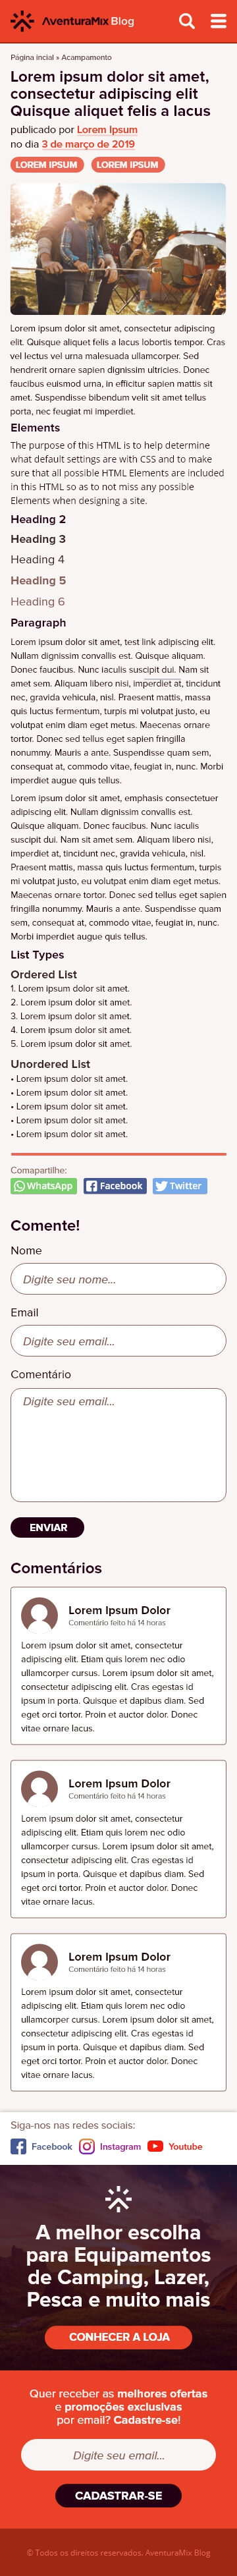 AventuraMix Blog
Página incial » Acampamento
Lorem ipsum dolor sit amet,
consectetur adipiscing elit
Quisque aliquet felis a lacus
publicado por Lorem Ipsum
no dia 3 de março de 2019
LOREM IPSUM LOREM IPSUM
Lorem ipsum dolor sit amet, consectetur adipiscing
elit. Quisque aliquet felis a lacus lobortis tempor. Cras
vel lectus vel urna malesuada ullamcorper. Sed
hendrerit ornare sapien dignissim ultricies. Donec
faucibus euismod urna, in efficitur sapien mattis sit
amet. Suspendisse bibendum velit sit amet tellus
porta, nec feugiat mi imperdiet.
Elements
The purpose of this HTML is to help determine
what default settings are with CSS and to make
sure that all possible HTML Elements are included
in this HTML so as to not miss any possible
Elements when designing a site.
Heading 2
Heading 3
Heading 4
Heading 5
Heading 6
Paragraph
Lorem ipsum dolor sit amet, test link adipiscing elit.
Nullam dignissim convallis est. Quisque aliquam.
Donec faucibus. Nunc iaculis suscipit dui. Nam sit
amet sem. Aliquam libero nisi, imperdiet at, tincidunt
nec, gravida vehicula, nisl. Praesent mattis, massa
quis luctus fermentum, turpis mi volutpat justo, eu
volutpat enim diam eget metus. Maecenas ornare
tortor. Donec sed tellus eget sapien fringilla
nonummy. Mauris a ante. Suspendisse quam sem,
consequat at, commodo vitae, feugiat in, nunc. Morbi
imperdiet augue quis tellus.
Lorem ipsum dolor sit amet, emphasis consectetuer
adipiscing elit. Nullam dignissim convallis est.
Quisque aliquam. Donec faucibus. Nunc iaculis
suscipit dui. Nam sit amet sem. Aliquam libero nisi,
imperdiet at, tincidunt nec, gravida vehicula, nisl.
Praesent mattis, massa quis luctus fermentum, turpis
mi volutpat justo, eu volutpat enim diam eget metus.
Maecenas ornare tortor. Donec sed tellus eget sapien
fringilla nonummy. Mauris a ante. Suspendisse quam
sem, consequat at, commodo vitae, feugiat in, nunc.
Morbi imperdiet augue quis tellus.
List Types
Ordered List
1. Lorem ipsum dolor sit amet.
2. Lorem ipsum dolor sit amet.
3. Lorem ipsum dolor sit amet.
4. Lorem ipsum dolor sit amet.
5. Lorem ipsum dolor sit amet.
Unordered List
• Lorem ipsum dolor sit amet.
• Lorem ipsum dolor sit amet.
• Lorem ipsum dolor sit amet.
• Lorem ipsum dolor sit amet.
• Lorem ipsum dolor sit amet.
Comapartilhe:
WhatsApp Facebook Twitter
Comente!
Nome
Digite seu nome...
Email
Digite seu email...
Comentário
Digite seu email...
ENVIAR
Comentários
Lorem Ipsum Dolor
Comentário feito há 14 horas
Lorem ipsum dolor sit amet, consectetur
adipiscing elit. Etiam quis lorem nec odio
ullamcorper cursus. Lorem ipsum dolor sit amet,
consectetur adipiscing elit. Cras egestas id
ipsum in porta. Quisque et dapibus diam. Sed
eget orci tortor. Proin et auctor dolor. Donec
vitae ornare lacus.
Lorem Ipsum Dolor
Comentário feito há 14 horas
Lorem ipsum dolor sit amet, consectetur
adipiscing elit. Etiam quis lorem nec odio
ullamcorper cursus. Lorem ipsum dolor sit amet,
consectetur adipiscing elit. Cras egestas id
ipsum in porta. Quisque et dapibus diam. Sed
eget orci tortor. Proin et auctor dolor. Donec
vitae ornare lacus.
Lorem Ipsum Dolor
Comentário feito há 14 horas
Lorem ipsum dolor sit amet, consectetur
adipiscing elit. Etiam quis lorem nec odio
ullamcorper cursus. Lorem ipsum dolor sit amet,
consectetur adipiscing elit. Cras egestas id
ipsum in porta. Quisque et dapibus diam. Sed
eget orci tortor. Proin et auctor dolor. Donec
vitae ornare lacus.
Siga-nos nas redes sociais:
Facebook Instagram Youtube
A melhor escolha
para Equipamentos
de Camping, Lazer,
Pesca e muito mais
CONHECER A LOJA
Quer receber as melhores ofertas
e promoções exclusivas
por email? Cadastre-se!
Digite seu email...
CADASTRAR-SE
© Todos os direitos reservados. AventuraMix Blog